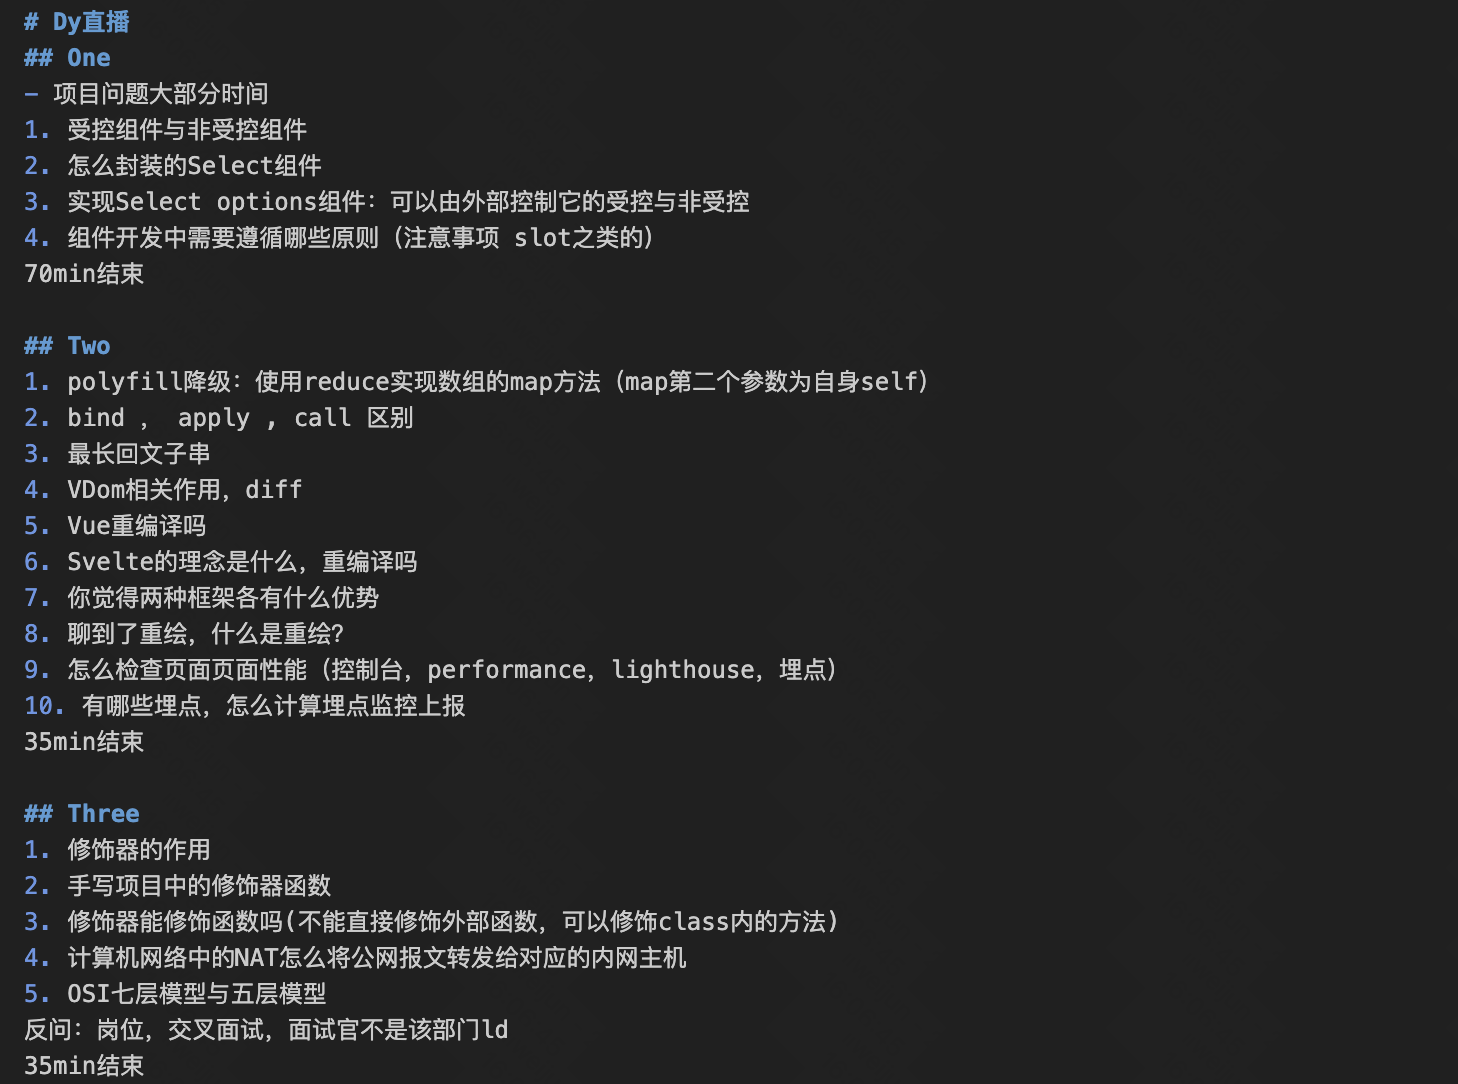 # Dy直播
## One
- 项目问题大部分时间
1. 受控组件与非受控组件
2. 怎么封装的Select组件
3. 实现Select options组件：可以由外部控制它的受控与非受控
4. 组件开发中需要遵循哪些原则（注意事项 slot之类的）
70min结束
## Two
1. polyfill降级：使用reduce实现数组的map方法（map第二个参数为自身self）
2. bind ， apply , call 区别
3. 最长回文子串
4. VDom相关作用，diff
5. Vue重编译吗
6. Svelte的理念是什么，重编译吗
7. 你觉得两种框架各有什么优势
8. 聊到了重绘，什么是重绘？
9. 怎么检查页面页面性能（控制台，performance，lighthouse，埋点）
10. 有哪些埋点，怎么计算埋点监控上报
35min结束
## Three
1. 修饰器的作用
2. 手写项目中的修饰器函数
3. 修饰器能修饰函数吗(不能直接修饰外部函数，可以修饰class内的方法)
4. 计算机网络中的NAT怎么将公网报文转发给对应的内网主机
5. OSI七层模型与五层模型
反问：岗位，交叉面试，面试官不是该部门ld
35min结束